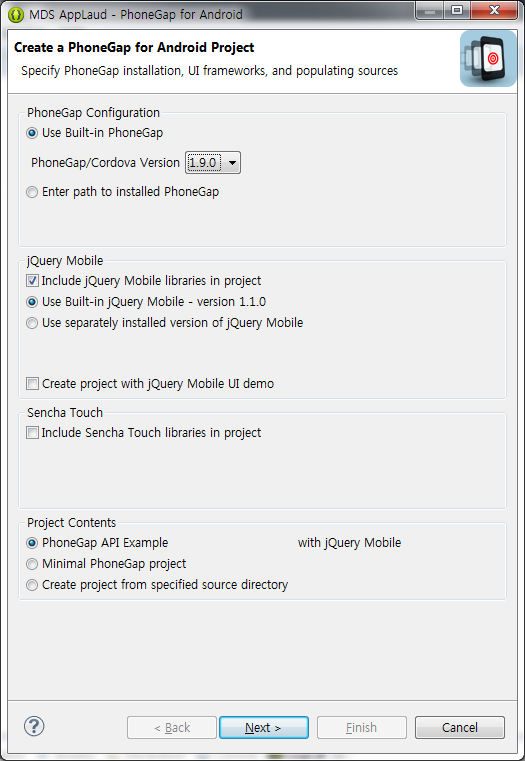 MDS AppLaud - PhoneGap for Android
Create a PhoneGap for Android Project
Specify PhoneGap installation, UI frameworks, and populating sources
PhoneGap Configuration
Use Built-in PhoneGap
PhoneGap/Cordova Version 1.9.0
Enter path to installed PhoneGap
jQuery Mobile
Include jQuery Mobile libraries in project
Use Built-in jQuery Mobile - version 1.1.0
Use separately installed version of jQuery Mobile
Create project with jQuery Mobile UI demo
Sencha Touch
Include Sencha Touch libraries in project
Project Contents
PhoneGap API Example with jQuery Mobile
Minimal PhoneGap project
Create project from specified source directory
? < Back Next > Finish Cancel